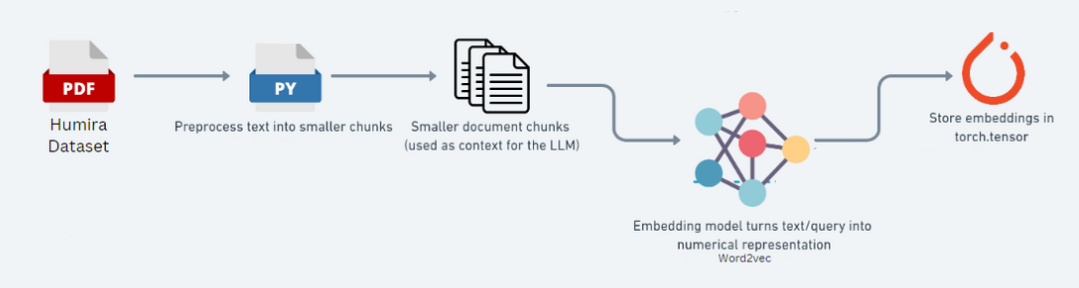 PDF
Humira
Dataset
PY
Preprocess text into smaller chunks
Smaller document chunks
(used as context for the LLM)
Embedding model turns text/query into
numerical representation
Word2vec
Store embeddings in
torch.tensor